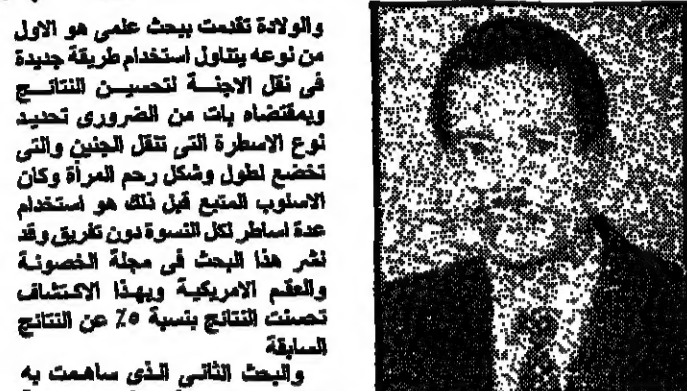 والولادة تقدمت ببحث علمى هو الاول
من نوعه يتناول استخدام طريقة جديدة
فى نقل الاجنــة لتحسيــن النتائــج
وبمقتضاه بات من الضرورى تحديد
نوع الاسطرة التى تنقل الجنين والتى
تخضع لطول وشكل رحم المرأة وكان
الاسلوب المتبع قبل ذلك هو استخدام
عدة اساطر لكل النسوة دون تفريق وقد
نشر هذا البحث فى مجلة الخصوبة
والعقم الامريكية وبهذا الاكتشاف
تحسنت النتائج بنسبة ٥٪ عن النتائج
السابقة
والبحث الثانى الذى ساهمت به